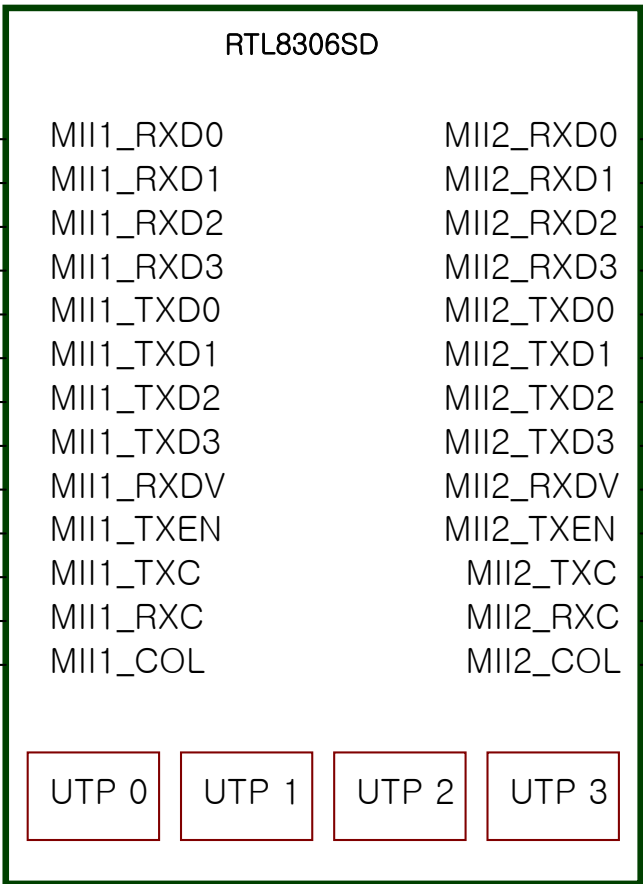 RTL8306SD
MII1_RXD0 MII2_RXD0
MII1_RXD1 MII2_RXD1
MII1_RXD2 MII2_RXD2
MII1_RXD3 MII2_RXD3
MII1_TXD0 MII2_TXD0
MII1_TXD1 MII2_TXD1
MII1_TXD2 MII2_TXD2
MII1_TXD3 MII2_TXD3
MII1_RXDV MII2_RXDV
MII1_TXEN MII2_TXEN
MII1_TXC MII2_TXC
MII1_RXC MII2_RXC
MII1_COL MII2_COL
UTP 0 UTP 1 UTP 2 UTP 3